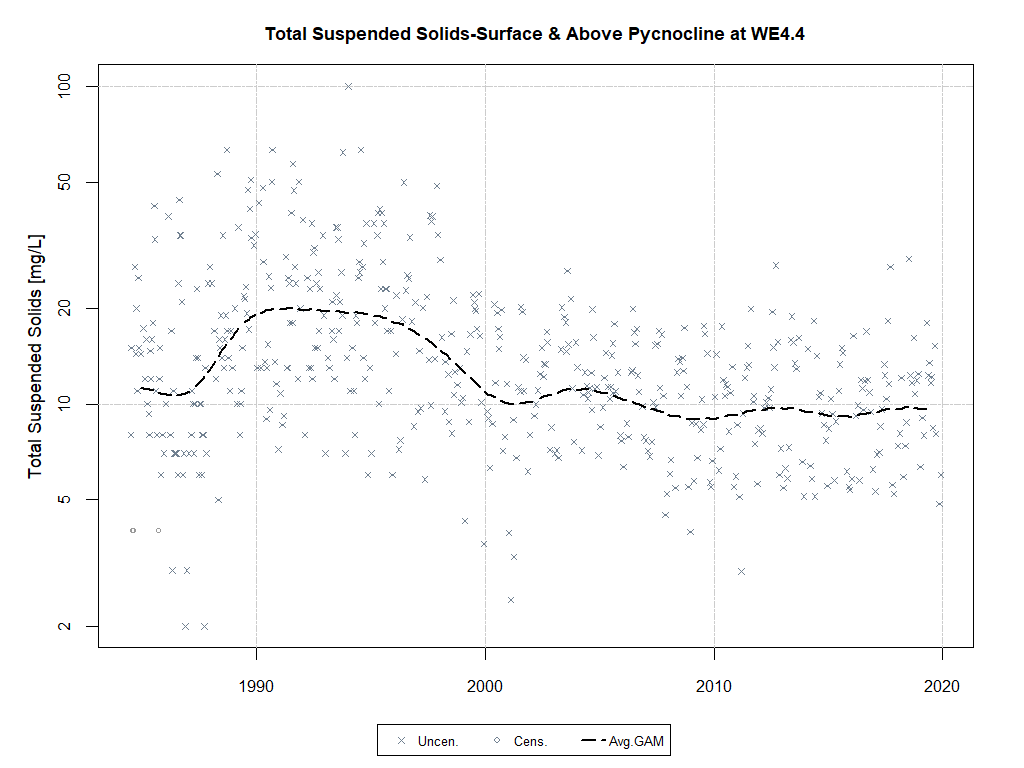 Total Suspended Solids-Surface & Above Pycnocline at WE4.4
Total Suspended Solids [mg/L]
100
50
20
10
5
2
1990 2000 2010 2020
Uncen. Cens. Avg.GAM